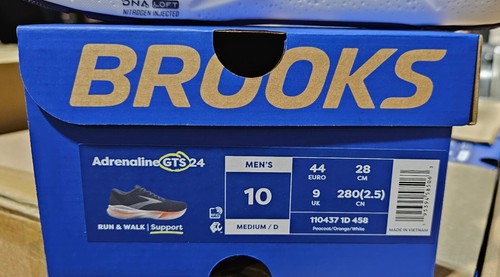 DNA LOFT
NITROGEN INJECTED
BROOKS
Adrenaline GTS 24
RUN & WALK | Support
MEN'S
10
MEDIUM / D
44 28
EURO CM
9 280(2.5)
UK CN
110437 1D 458
Peacoat/Orange/White
MADE IN VIETNAM